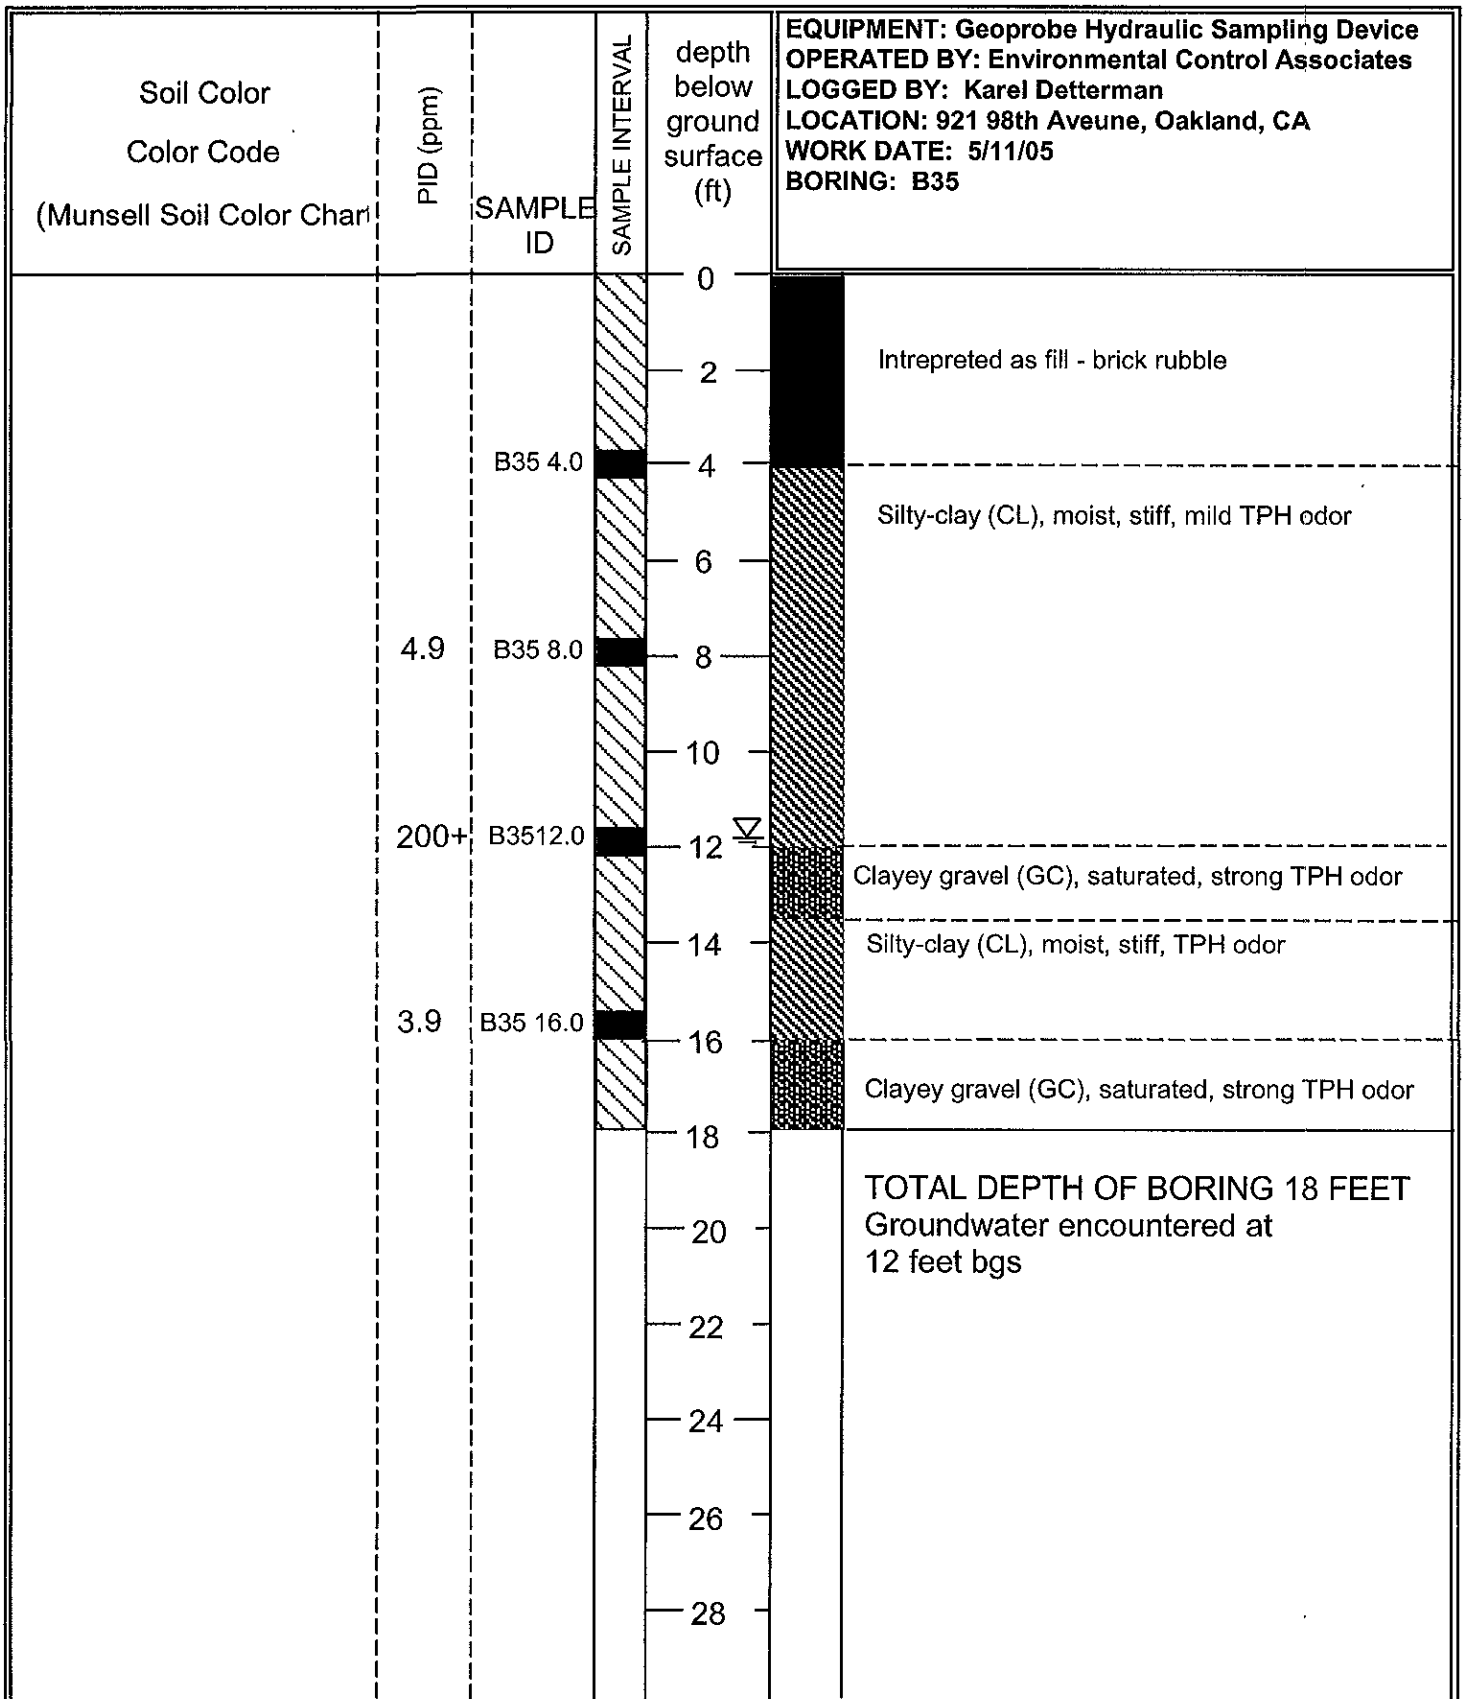 Soil Color
Color Code
(Munsell Soil Color Chart
PID (ppm)
SAMPLE
ID
SAMPLE INTERVAL
depth
below
ground
surface
(ft)
EQUIPMENT: Geoprobe Hydraulic Sampling Device
OPERATED BY: Environmental Control Associates
LOGGED BY: Karel Detterman
LOCATION: 921 98th Aveune, Oakland, CA
WORK DATE: 5/11/05
BORING: B35
0
2
Intrepreted as fill - brick rubble
B35 4.0
4
Silty-clay (CL), moist, stiff, mild TPH odor
6
4.9
B35 8.0
8
10
200+
B3512.0
12
Clayey gravel (GC), saturated, strong TPH odor
14
Silty-clay (CL), moist, stiff, TPH odor
3.9
B35 16.0
16
Clayey gravel (GC), saturated, strong TPH odor
18
TOTAL DEPTH OF BORING 18 FEET
20
Groundwater encountered at
12 feet bgs
22
24
26
28